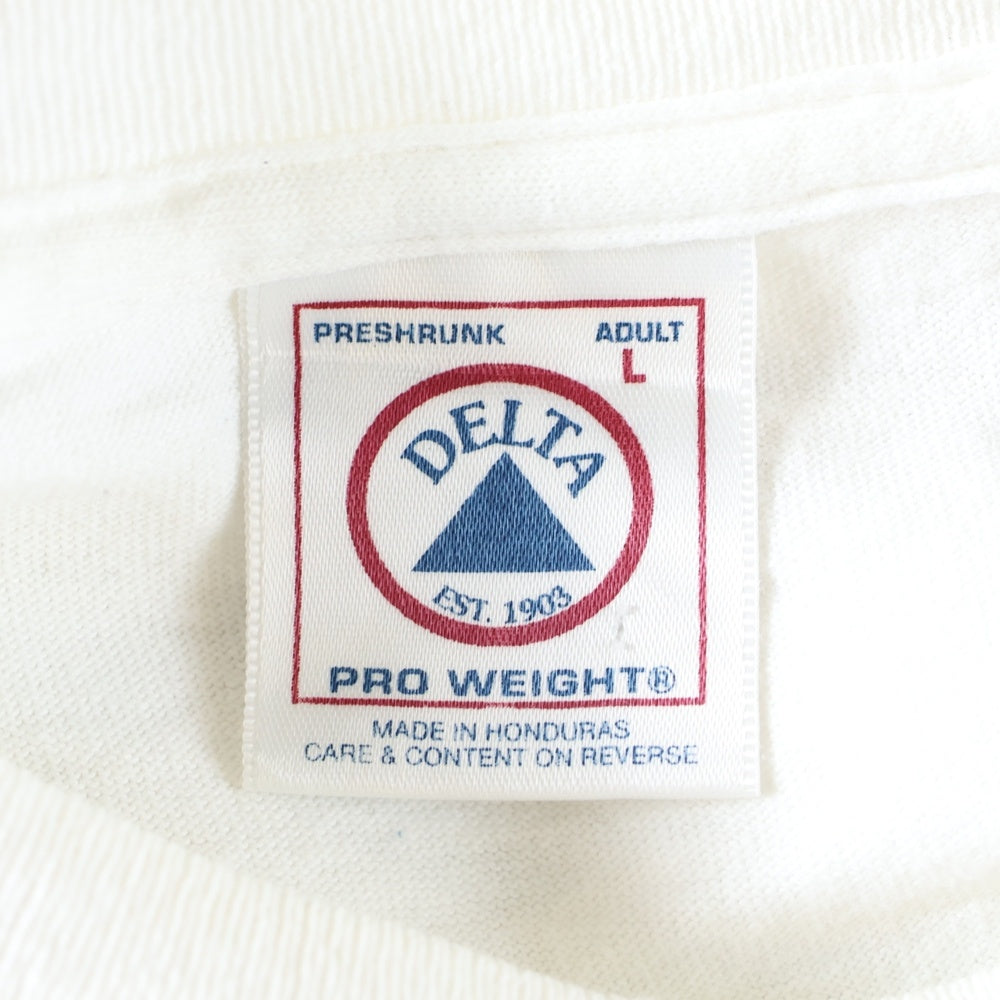 PRESHRUNK ADULT
L
DELTA
EST. 1903
PRO WEIGHT®
MADE IN HONDURAS
CARE & CONTENT ON REVERSE